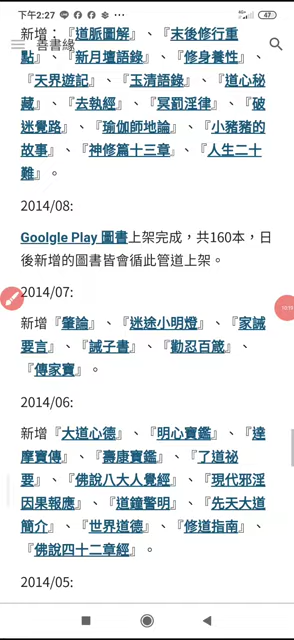 下午2:27
47
善書緣
新增：『道脈圖解』、『末後修行重
點』、『新月壇語錄』、『修身養性』、
『天界遊記』、『玉清語錄』、『道心秘
藏』、『去執經』、『冥罰淫律』、『破
迷覺路』、『瑜伽師地論』、『小豬豬的
故事』、『神修篇十三章』、『人生二十
難』。
2014/08:
Goolgle Play 圖書上架完成，共160本，日
後新增的圖書皆會循此管道上架。
2014/07:
新增『肇論』、『迷途小明燈』、『家誡
要言』、『誡子書』、『勸忍百箴』、
『傳家寶』。
2014/06:
新增『大道心德』、『明心寶鑑』、『達
摩寶傳』、『壽康寶鑑』、『了道祕
要』、『佛說八大人覺經』、『現代邪淫
因果報應』、『道鐘警明』、『先天大道
簡介』、『世界道德』、『修道指南』、
『佛說四十二章經』。
2014/05: